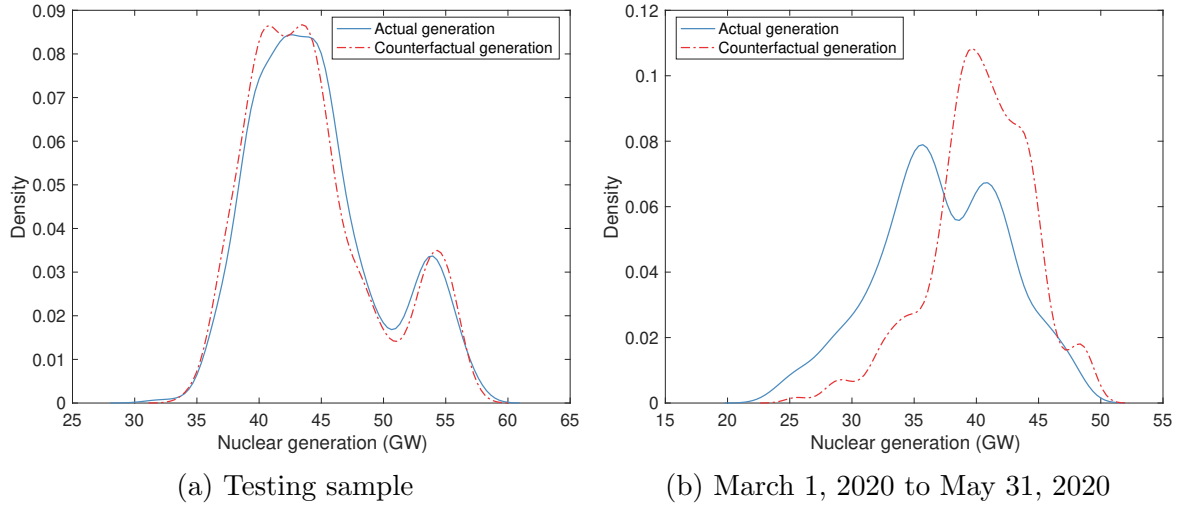 0.09
0.08
0.07
0.06
0.05
0.04
0.03
0.02
0.01
0
Density
Actual generation
Counterfactual generation
25 30 35 40 45 50 55 60 65
Nuclear generation (GW)
(a) Testing sample
0.12
0.1
0.08
0.06
0.04
0.02
0
Density
Actual generation
Counterfactual generation
15 20 25 30 35 40 45 50 55
Nuclear generation (GW)
(b) March 1, 2020 to May 31, 2020